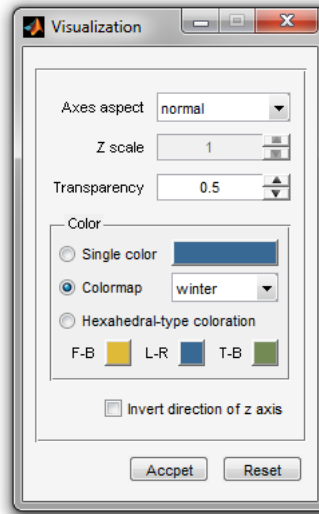 Visualization
Axes aspect normal
Z scale 1
Transparency 0.5
Color
Single color
Colormap winter
Hexahedral-type coloration
F-B L-R T-B
Invert direction of z axis
Accpet Reset